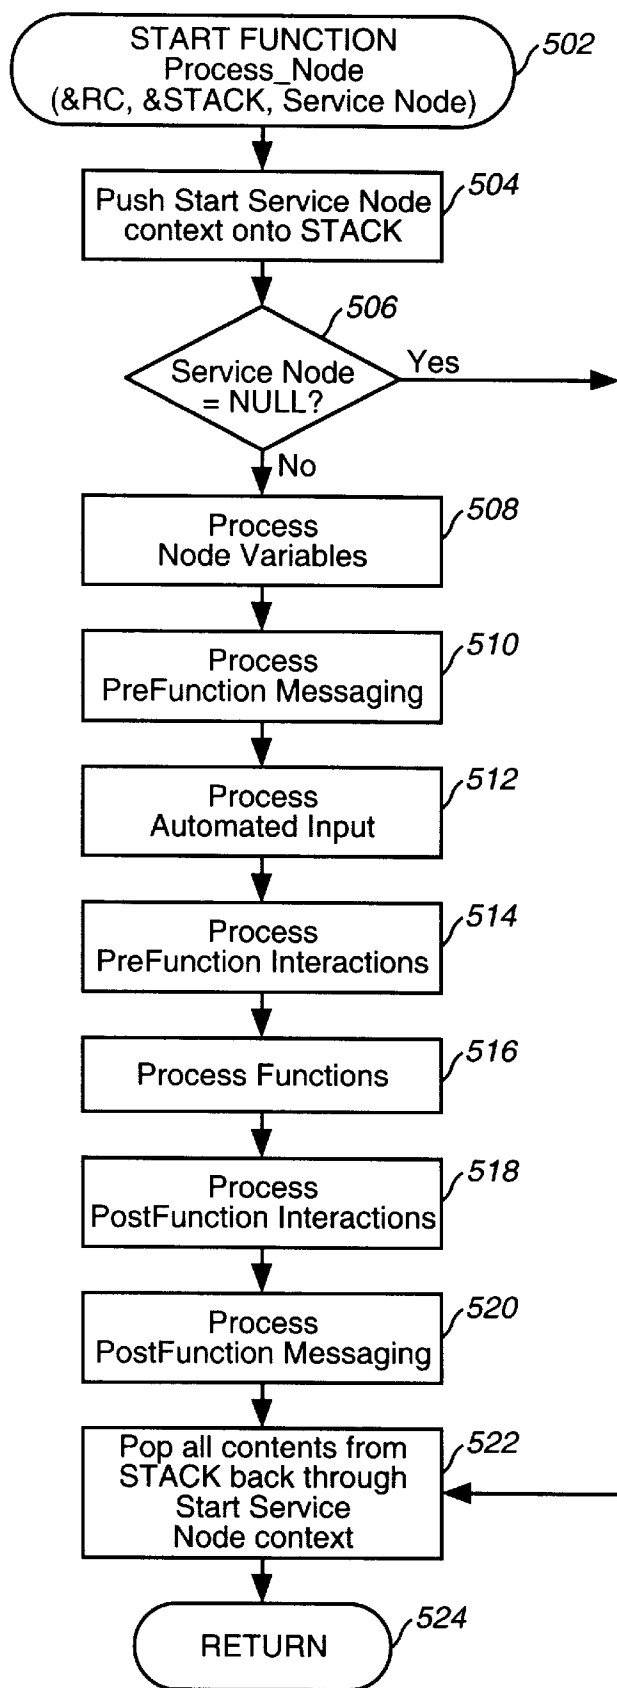 START FUNCTION
Process_Node
(&RC, &STACK, Service Node)
502
Push Start Service Node
context onto STACK
504
506
Service Node
= NULL?
Yes
No
Process
Node Variables
508
Process
PreFunction Messaging
510
Process
Automated Input
512
Process
PreFunction Interactions
514
Process Functions
516
Process
PostFunction Interactions
518
Process
PostFunction Messaging
520
Pop all contents from
STACK back through
Start Service
Node context
522
RETURN
524